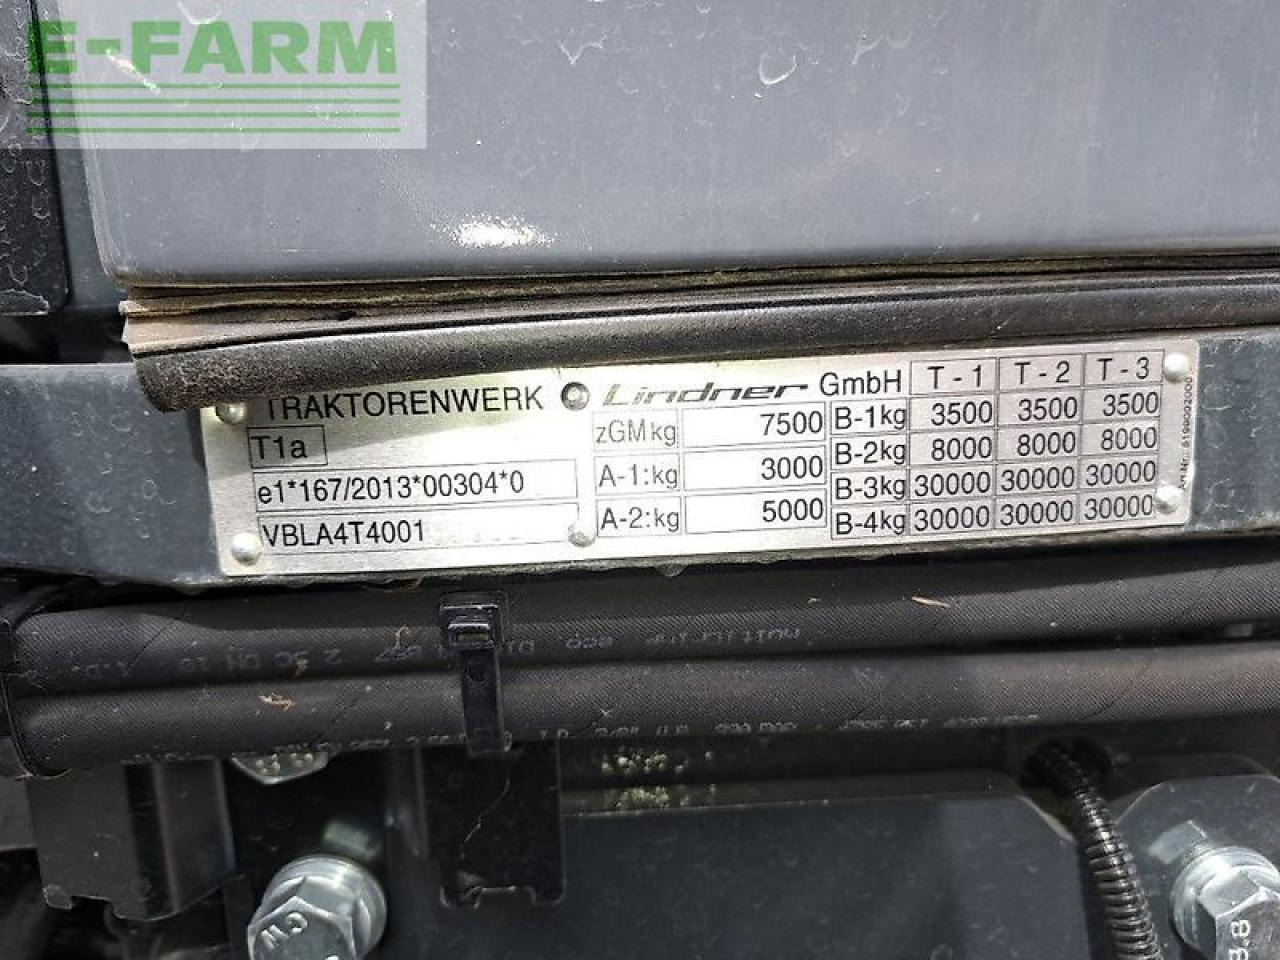 E-FARM
TRAKTORENWERK Lindner GmbH
T1a
e1*167/2013*00304*0
VBLA4T4001
zGM kg 7500
A-1: kg 3000
A-2: kg 5000
T-1 T-2 T-3
B-1kg 3500 3500 3500
B-2kg 8000 8000 8000
B-3kg 30000 30000 30000
B-4kg 30000 30000 30000
8.8